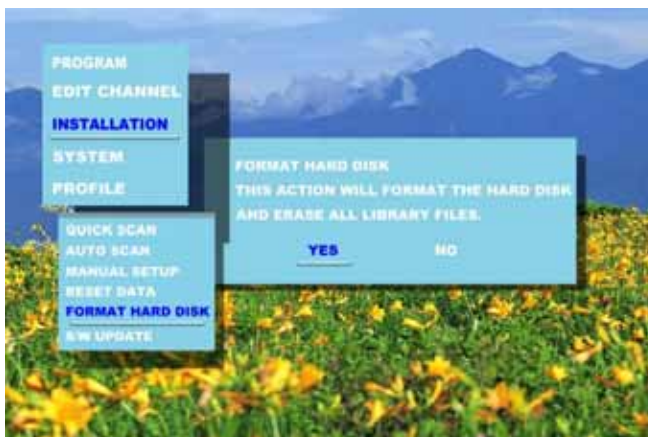 PROGRAM
EDIT CHANNEL
INSTALLATION
SYSTEM
PROFILE
QUICK SCAN
AUTO SCAN
MANUAL SETUP
RESET DATA
FORMAT HARD DISK
S/W UPDATE
FORMAT HARD DISK
THIS ACTION WILL FORMAT THE HARD DISK
AND ERASE ALL LIBRARY FILES.
YES NO